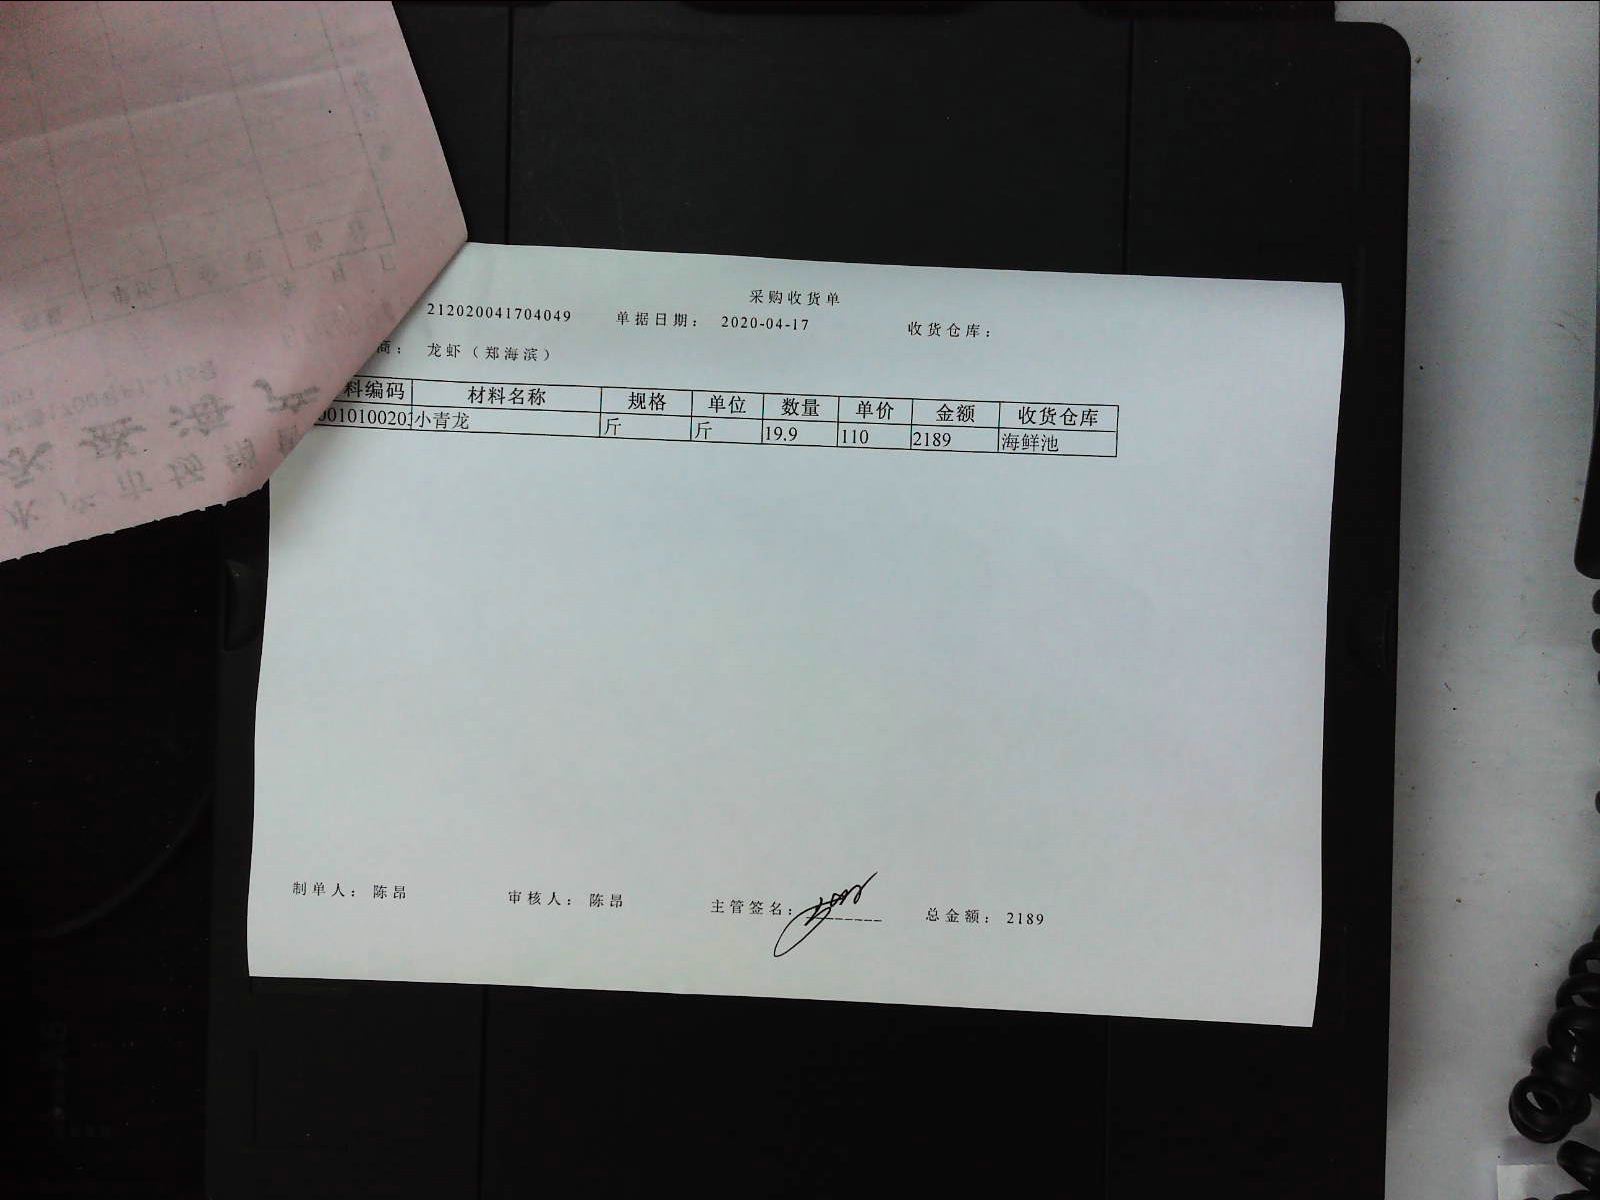 采购收货单
212020041704049 单据日期： 2020-04-17 收货仓库：
商： 龙虾（郑海滨）
料编码 材料名称 规格 单位 数量 单价 金额 收货仓库
小青龙 斤 斤 19.9 110 2189 海鲜池
制单人： 陈昂 审核人： 陈昂 主管签名： 总金额： 2189